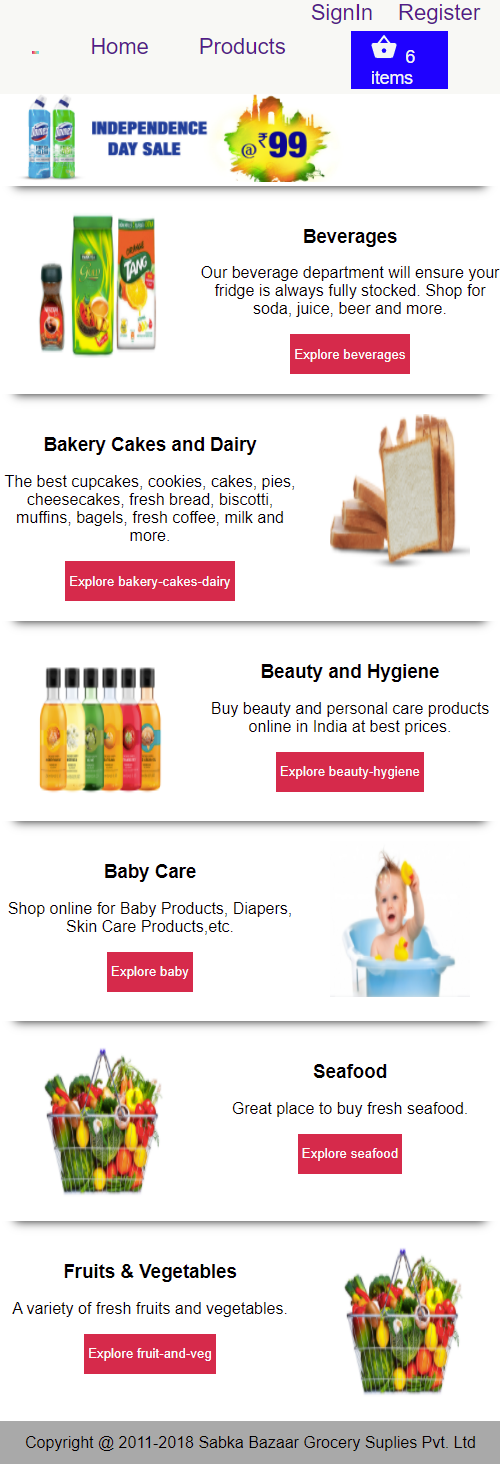 SignIn Register
Home Products
6
items
INDEPENDENCE
DAY SALE
@₹99
Beverages
Our beverage department will ensure your
fridge is always fully stocked. Shop for
soda, juice, beer and more.
Explore beverages
TANG
Bakery Cakes and Dairy
The best cupcakes, cookies, cakes, pies,
cheesecakes, fresh bread, biscotti,
muffins, bagels, fresh coffee, milk and
more.
Explore bakery-cakes-dairy
Beauty and Hygiene
Buy beauty and personal care products
online in India at best prices.
Explore beauty-hygiene
Baby Care
Shop online for Baby Products, Diapers,
Skin Care Products,etc.
Explore baby
Seafood
Great place to buy fresh seafood.
Explore seafood
Fruits & Vegetables
A variety of fresh fruits and vegetables.
Explore fruit-and-veg
Copyright @ 2011-2018 Sabka Bazaar Grocery Suplies Pvt. Ltd